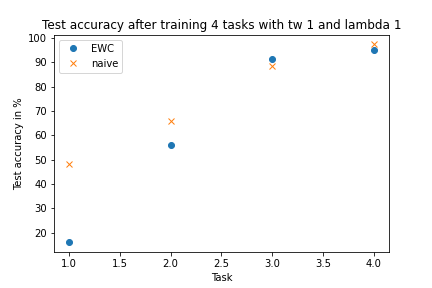 Test accuracy after training 4 tasks with tw 1 and lambda 1
EWC
naive
Test accuracy in %
100
90
80
70
60
50
40
30
20
1.0 1.5 2.0 2.5 3.0 3.5 4.0
Task